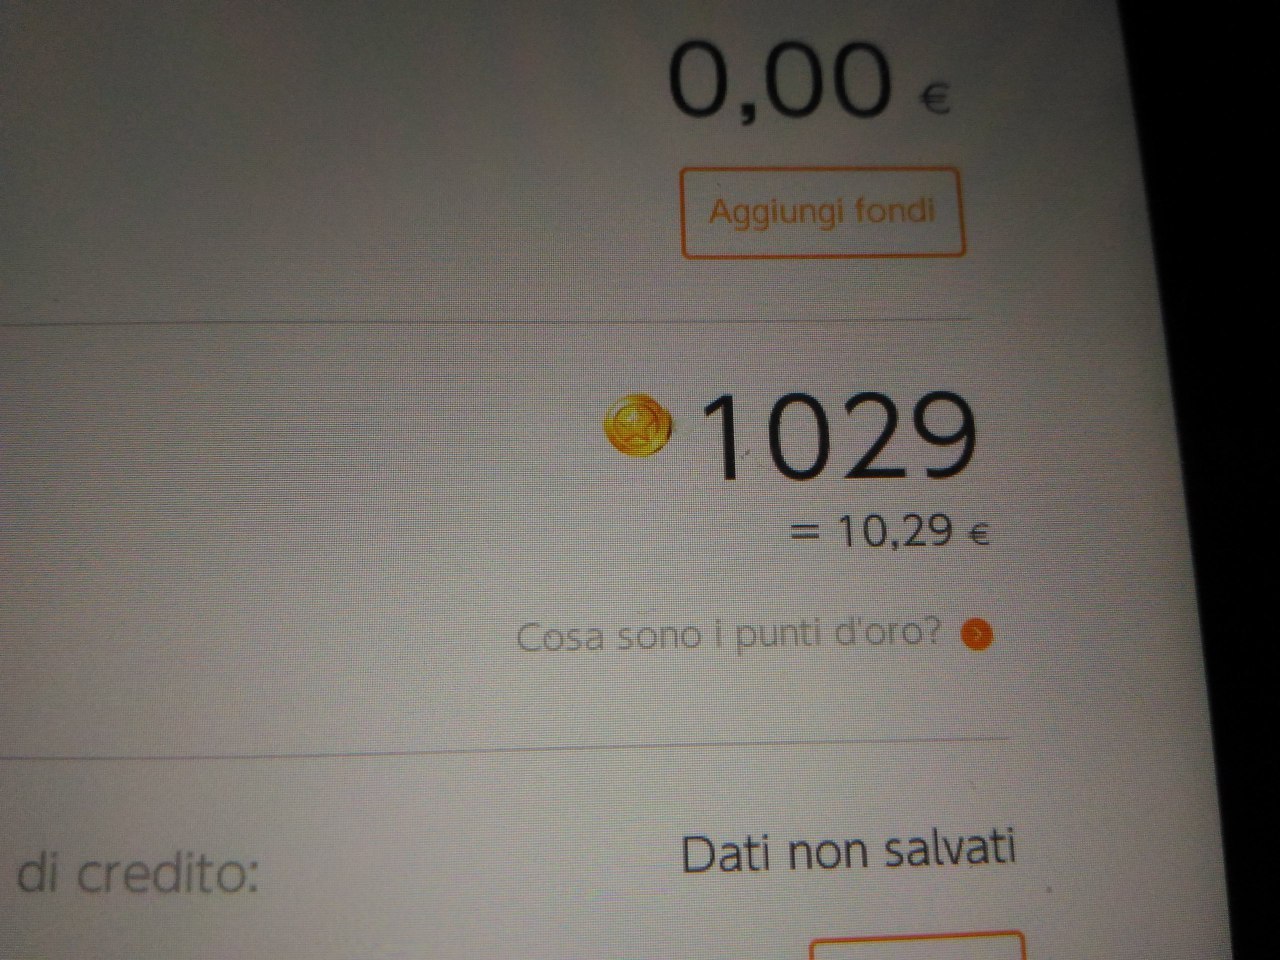 0,00 €
Aggiungi fondi
1029
= 10,29 €
Cosa sono i punti d'oro?
di credito:
Dati non salvati